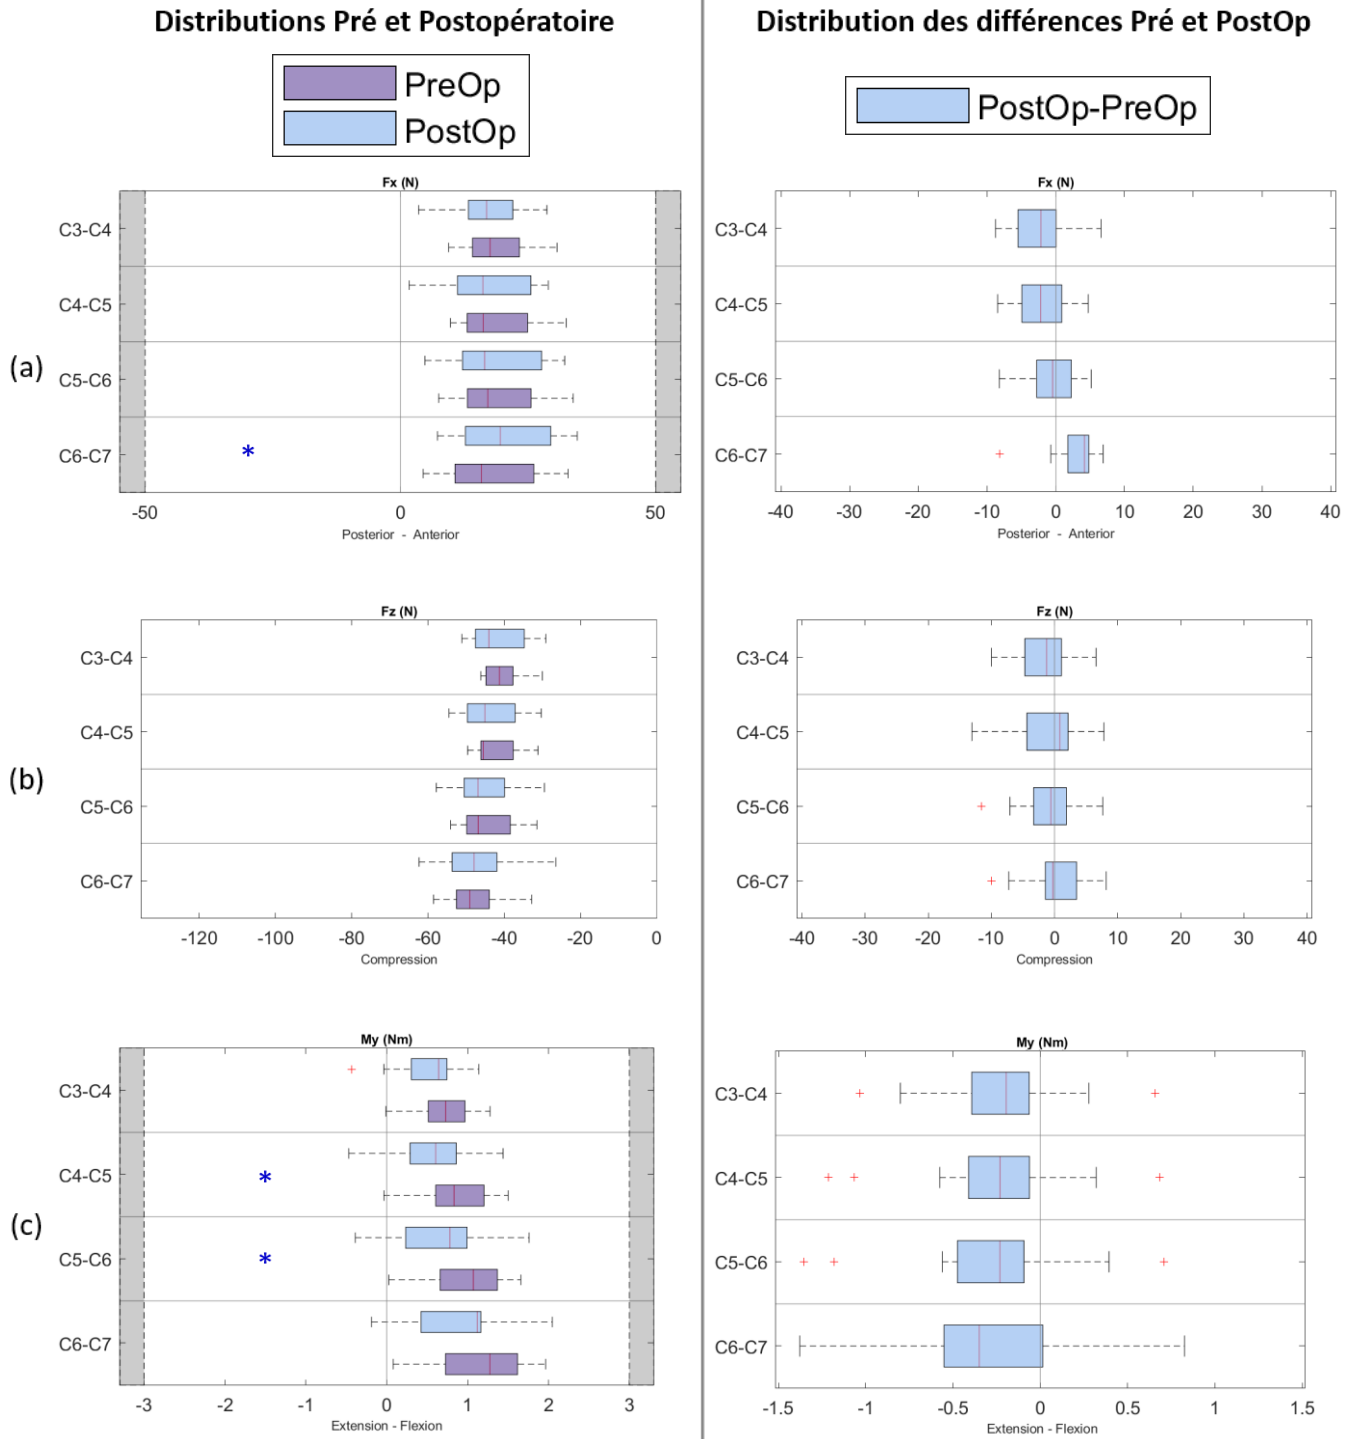 Distributions Pré et Postopératoire
PreOp
PostOp
(a)
Fx (N)
C3-C4
C4-C5
C5-C6
C6-C7
*
-50 0 50
Posterior - Anterior
(b)
Fz (N)
C3-C4
C4-C5
C5-C6
C6-C7
-120 -100 -80 -60 -40 -20 0
Compression
(c)
My (Nm)
C3-C4
C4-C5
*
C5-C6
*
C6-C7
-3 -2 -1 0 1 2 3
Extension - Flexion
Distribution des différences Pré et PostOp
PostOp-PreOp
Fx (N)
C3-C4
C4-C5
C5-C6
C6-C7
-40 -30 -20 -10 0 10 20 30 40
Posterior - Anterior
Fz (N)
C3-C4
C4-C5
C5-C6
C6-C7
-40 -30 -20 -10 0 10 20 30 40
Compression
My (Nm)
C3-C4
C4-C5
C5-C6
C6-C7
-1.5 -1 -0.5 0 0.5 1 1.5
Extension - Flexion